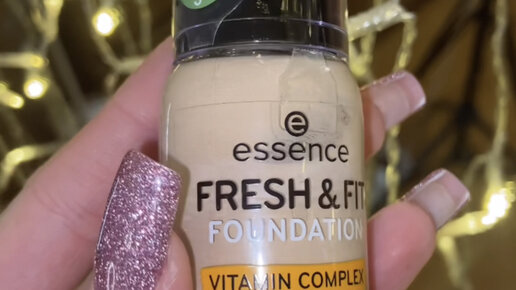 e
essence
FRESH & FIT
FOUNDATION
VITAMIN COMPLEX